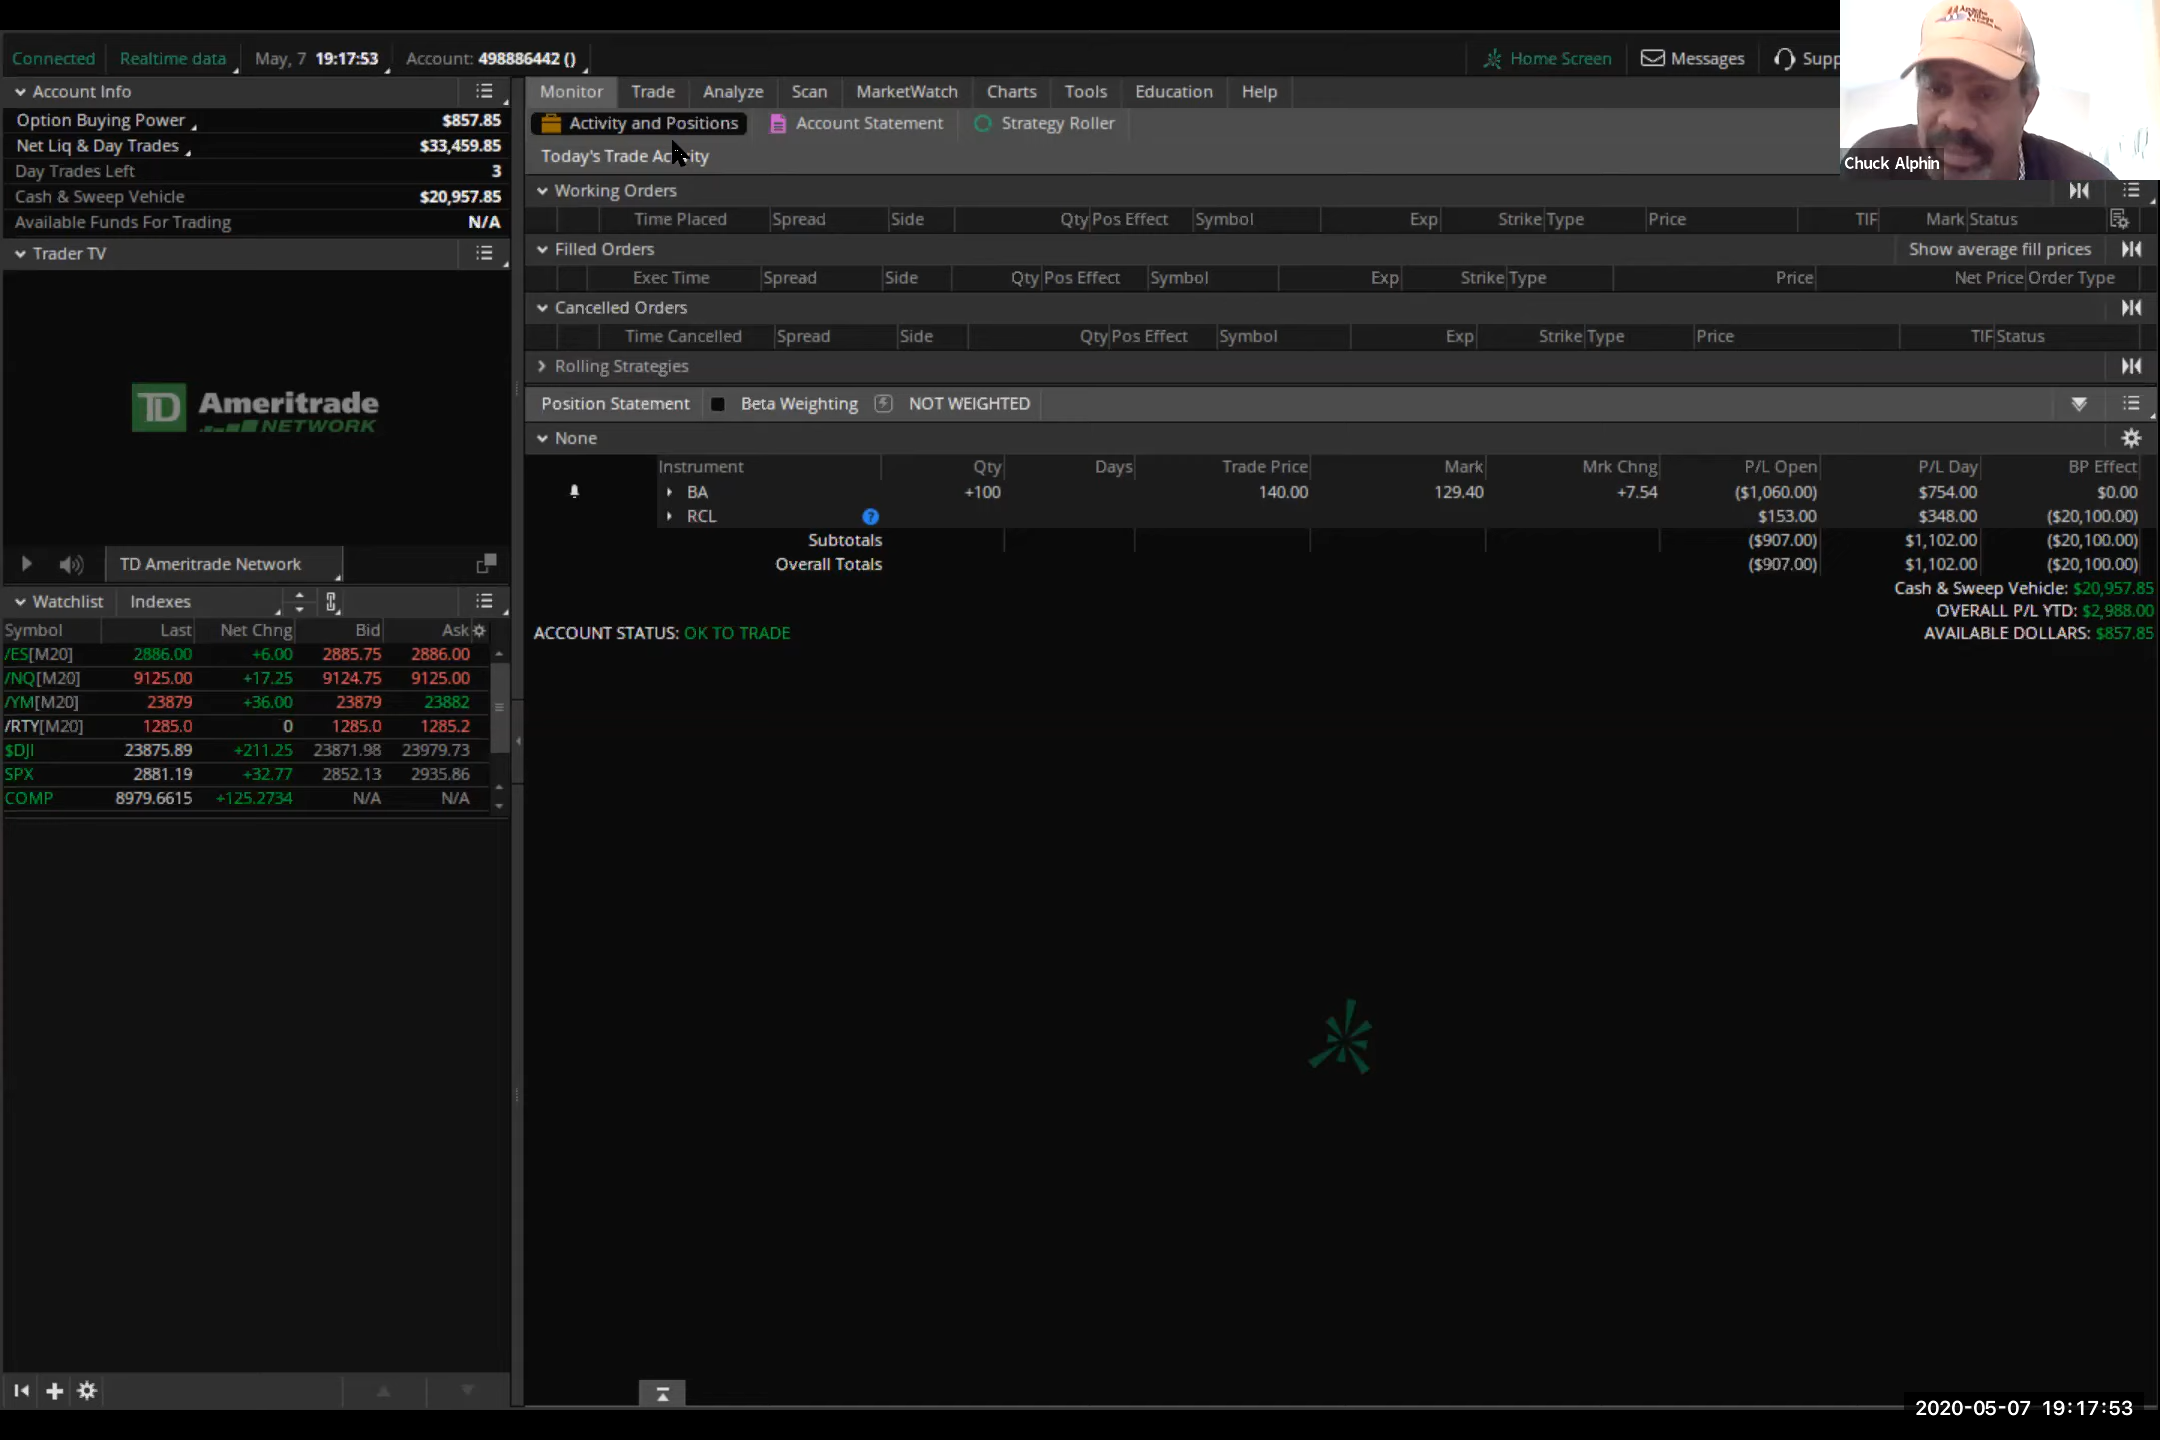 Connected Realtime data May, 7 19:17:53 Account: 498886442 () Home Screen Messages
Chuck Alphin
Account Info
Option Buying Power $857.85
Net Liq & Day Trades $33,459.85
Day Trades Left 3
Cash & Sweep Vehicle $20,957.85
Available Funds For Trading N/A
Trader TV
TD Ameritrade
NETWORK
TD Ameritrade Network
Watchlist Indexes
Symbol Last Net Chng Bid Ask
/ES[M20] 2886.00 +6.00 2885.75 2886.00
/NQ[M20] 9125.00 +17.25 9124.75 9125.00
/YM[M20] 23879 +36.00 23879 23882
/RTY[M20] 1285.0 0 1285.0 1285.2
$DJI 23875.89 +211.25 23871.98 23979.73
SPX 2881.19 +32.77 2852.13 2935.86
COMP 8979.6615 +125.2734 N/A N/A
Monitor Trade Analyze Scan MarketWatch Charts Tools Education Help
Activity and Positions Account Statement Strategy Roller
Today's Trade Activity
Working Orders
Time Placed Spread Side Qty Pos Effect Symbol Exp Strike Type Price TIF Mark Status
Filled Orders Show average fill prices
Exec Time Spread Side Qty Pos Effect Symbol Exp Strike Type Price Net Price Order Type
Cancelled Orders
Time Cancelled Spread Side Qty Pos Effect Symbol Exp Strike Type Price TIF Status
Rolling Strategies
Position Statement Beta Weighting NOT WEIGHTED
None
Instrument Qty Days Trade Price Mark Mrk Chng P/L Open P/L Day BP Effect
BA +100 140.00 129.40 +7.54 ($1,060.00) $754.00 $0.00
RCL ? $153.00 $348.00 ($20,100.00)
Subtotals ($907.00) $1,102.00 ($20,100.00)
Overall Totals ($907.00) $1,102.00 ($20,100.00)
Cash & Sweep Vehicle: $20,957.85
OVERALL P/L YTD: $2,988.00
ACCOUNT STATUS: OK TO TRADE AVAILABLE DOLLARS: $857.85
2020-05-07 19:17:53